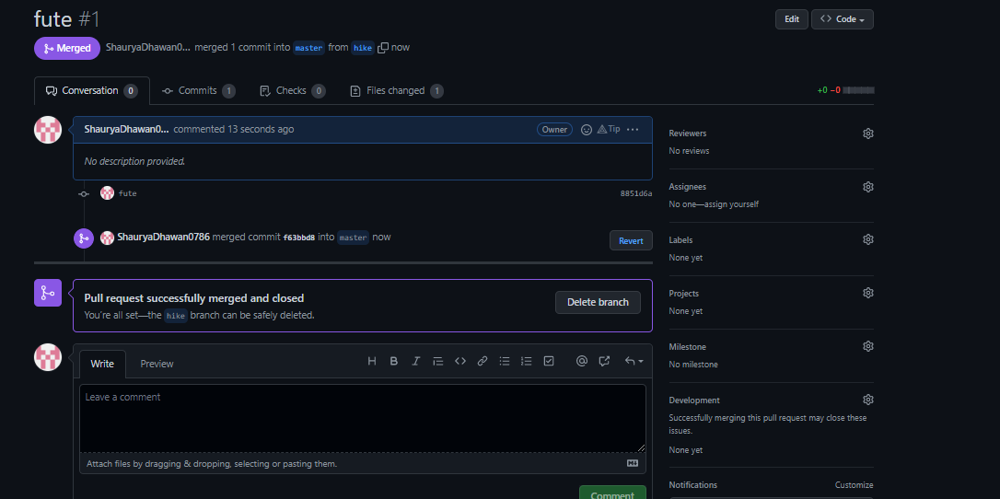 fute #1
Edit
Code
Merged ShauryaDhawan0... merged 1 commit into master from hike now
Conversation 0 Commits 1 Checks 0 Files changed 1
+0 −0
ShauryaDhawan0... commented 13 seconds ago
Owner
Tip
No description provided.
fute
8851d6a
ShauryaDhawan0786 merged commit f63bbd8 into master now
Revert
Pull request successfully merged and closed
You're all set—the hike branch can be safely deleted.
Delete branch
Write Preview
Leave a comment
Attach files by dragging & dropping, selecting or pasting them.
Comment
Reviewers
No reviews
Assignees
No one—assign yourself
Labels
None yet
Projects
None yet
Milestone
No milestone
Development
Successfully merging this pull request may close these
issues.
None yet
Notifications
Customize